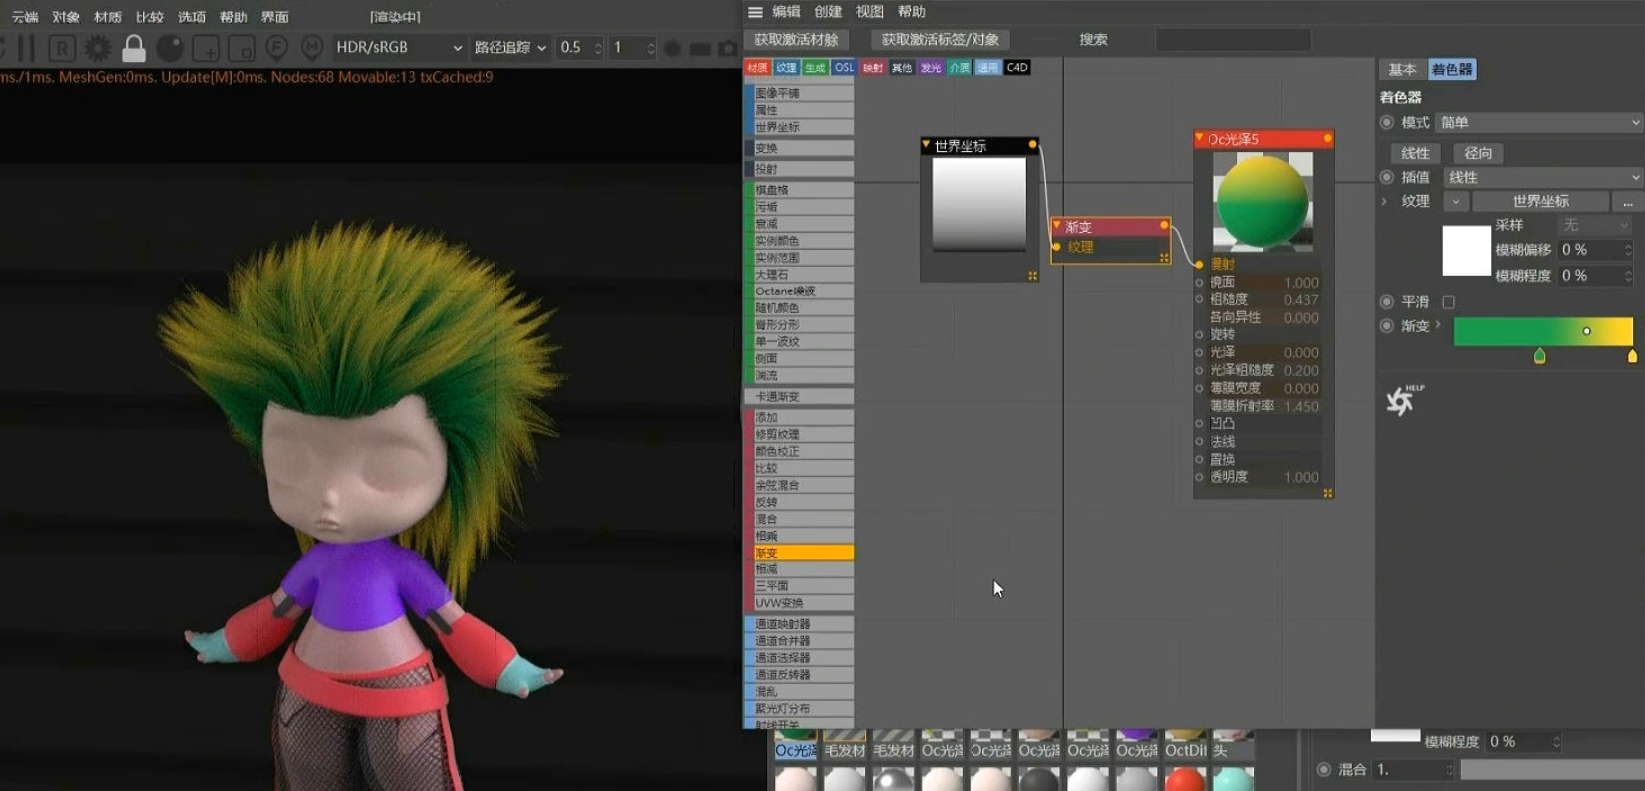 云端 对象 材质 比较 选项 帮助 界面 [渲染中]
HDR/sRGB 路径追踪 0.5 1
ms./1ms. MeshGen:0ms. Update[M]:0ms. Nodes:68 Movable:13 txCached:9
编辑 创建 视图 帮助
获取激活材质 获取激活标签/对象 搜索
材质 纹理 生成 OSL 映射 其他 发光 介质 通用 C4D
图像平铺
属性
世界坐标
变换
投射
棋盘格
污垢
衰减
实例颜色
实例范围
大理石
Octane噪波
随机颜色
脊形分形
单一波纹
侧面
湍流
卡通渐变
添加
修剪纹理
颜色校正
比较
余弦混合
反转
混合
相乘
渐变
相减
三平面
UVW变换
通道映射器
通道合并器
通道选择器
通道反转器
混乱
聚光灯分布
射线开关
世界坐标
渐变
纹理
Oc光泽5
漫射
镜面 1.000
粗糙度 0.437
各向异性 0.000
旋转
光泽 0.000
光泽粗糙度 0.200
薄膜宽度 0.000
薄膜折射率 1.450
凹凸
法线
置换
透明度 1.000
基本 着色器
着色器
模式 简单
线性 径向
插值 线性
纹理 世界坐标 ...
采样 无
模糊偏移 0 %
模糊程度 0 %
平滑
渐变
HELP
Oc光泽 毛发材 毛发材 Oc光泽 Oc光泽 Oc光泽 Oc光泽 Oc光泽 OctDif 头
模糊程度 0 %
混合 1.